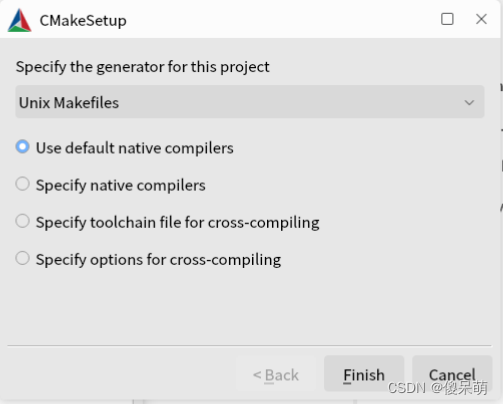 CMakeSetup
Specify the generator for this project
Unix Makefiles
Use default native compilers
Specify native compilers
Specify toolchain file for cross-compiling
Specify options for cross-compiling
< Back
Finish
Cancel
CSDN @傻呆萌